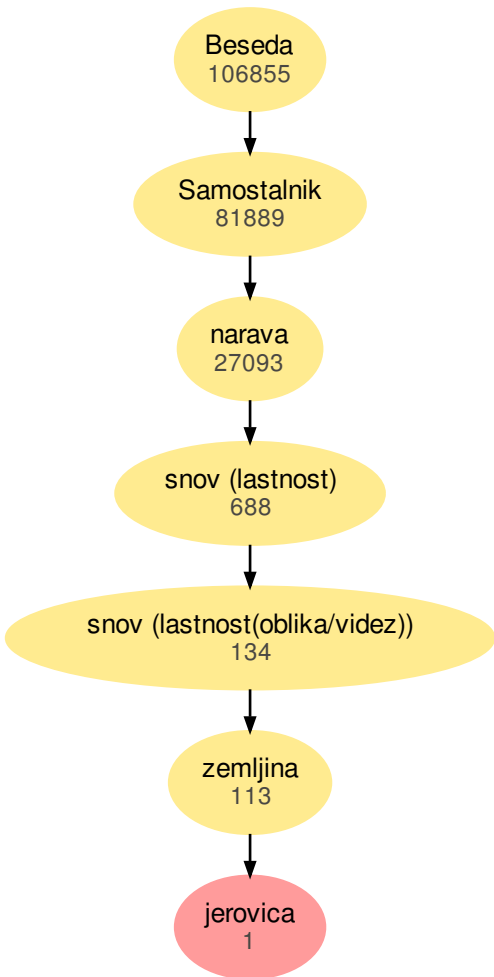 Beseda
106855
Samostalnik
81889
narava
27093
snov (lastnost)
688
snov (lastnost(oblika/videz))
134
zemljina
113
jerovica
1